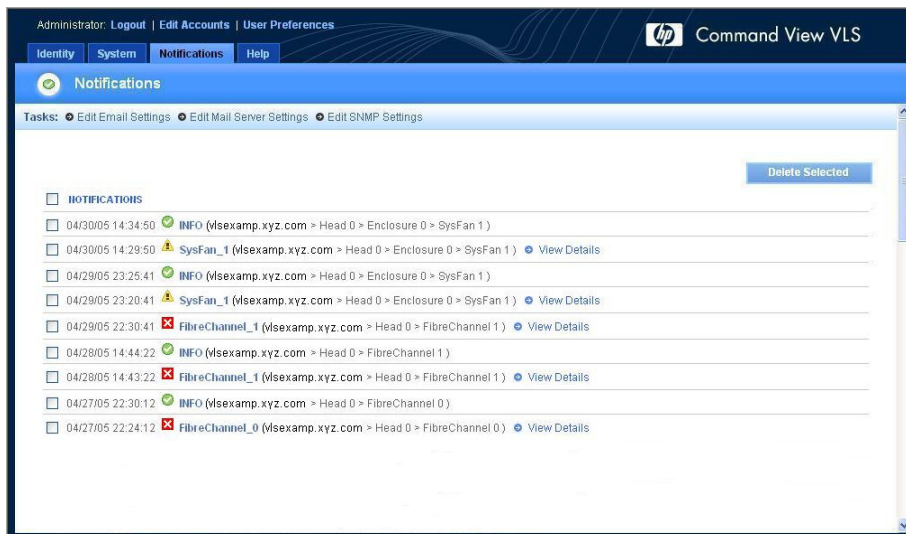 Administrator: Logout | Edit Accounts | User Preferences
hp Command View VLS
Identity System Notifications Help
Notifications
Tasks: Edit Email Settings Edit Mail Server Settings Edit SNMP Settings
Delete Selected
NOTIFICATIONS
04/30/05 14:34:50 INFO (vlsexamp.xyz.com > Head 0 > Enclosure 0 > SysFan 1 )
04/30/05 14:29:50 SysFan_1 (vlsexamp.xyz.com > Head 0 > Enclosure 0 > SysFan 1 ) View Details
04/29/05 23:25:41 INFO (vlsexamp.xyz.com > Head 0 > Enclosure 0 > SysFan 1 )
04/29/05 23:20:41 SysFan_1 (vlsexamp.xyz.com > Head 0 > Enclosure 0 > SysFan 1 ) View Details
04/29/05 22:30:41 FibreChannel_1 (vlsexamp.xyz.com > Head 0 > FibreChannel 1 ) View Details
04/28/05 14:44:22 INFO (vlsexamp.xyz.com > Head 0 > FibreChannel 1 )
04/28/05 14:43:22 FibreChannel_1 (vlsexamp.xyz.com > Head 0 > FibreChannel 1 ) View Details
04/27/05 22:30:12 INFO (vlsexamp.xyz.com > Head 0 > FibreChannel 0 )
04/27/05 22:24:12 FibreChannel_0 (vlsexamp.xyz.com > Head 0 > FibreChannel 0 ) View Details